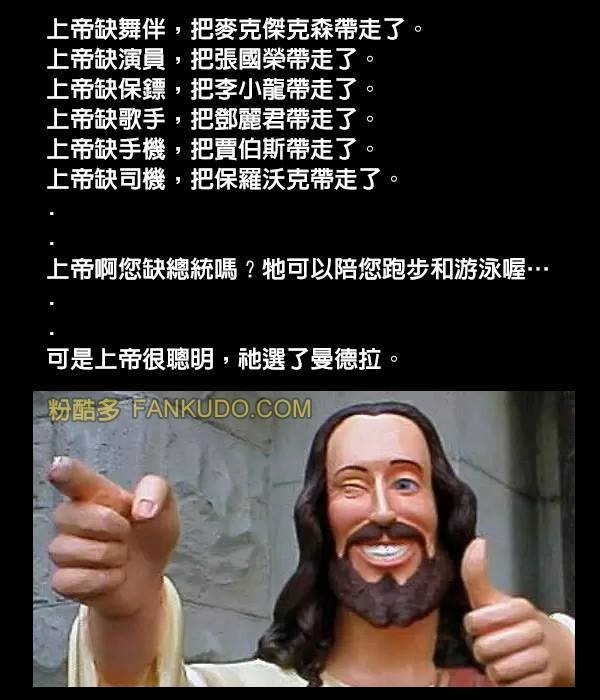 上帝缺舞伴，把麥克傑克森帶走了。
上帝缺演員，把張國榮帶走了。
上帝缺保鏢，把李小龍帶走了。
上帝缺歌手，把鄧麗君帶走了。
上帝缺手機，把賈伯斯帶走了。
上帝缺司機，把保羅沃克帶走了。
.
.
上帝啊您缺總統嗎？牠可以陪您跑步和游泳喔…
.
.
可是上帝很聰明，祂選了曼德拉。
粉酷多 FANKUDO.COM